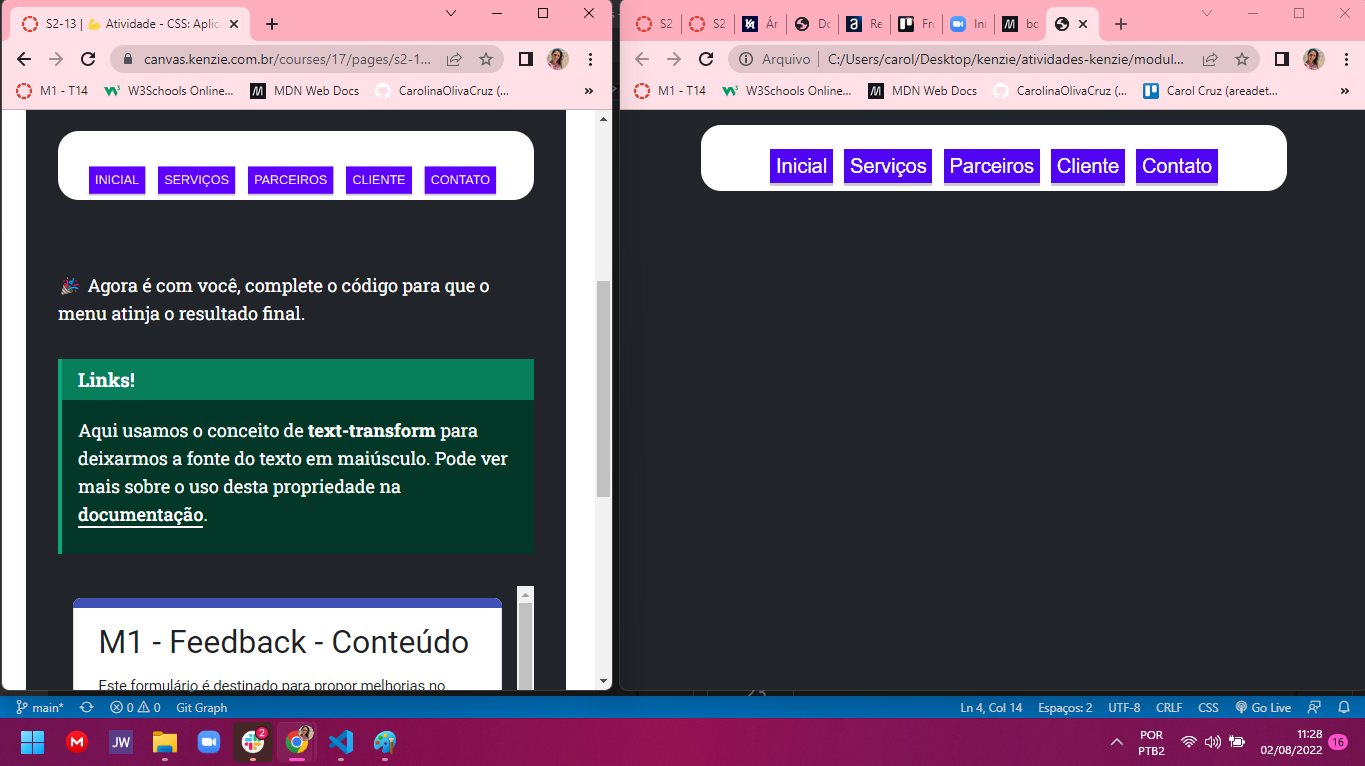 S2-13 | 💪 Atividade - CSS: Aplic
canvas.kenzie.com.br/courses/17/pages/s2-1...
M1 - T14
W3Schools Online...
MDN Web Docs
CarolinaOlivaCruz (...
»
INICIAL
SERVIÇOS
PARCEIROS
CLIENTE
CONTATO
🎉 Agora é com você, complete o código para que o
menu atinja o resultado final.
Links!
Aqui usamos o conceito de text-transform para
deixarmos a fonte do texto em maiúsculo. Pode ver
mais sobre o uso desta propriedade na
documentação.
M1 - Feedback - Conteúdo
Este formulário é destinado para propor melhorias no
S2
S2
Ár
Do
Re
Fr
Ini
bo
Arquivo | C:/Users/carol/Desktop/kenzie/atividades-kenzie/modul...
M1 - T14
W3Schools Online...
MDN Web Docs
CarolinaOlivaCruz (...
Carol Cruz (areadet...
»
Inicial
Serviços
Parceiros
Cliente
Contato
main*
0
0
Git Graph
Ln 4, Col 14
Espaços: 2
UTF-8
CRLF
CSS
Go Live
M
JW
2
POR
PTB2
11:28
02/08/2022
16